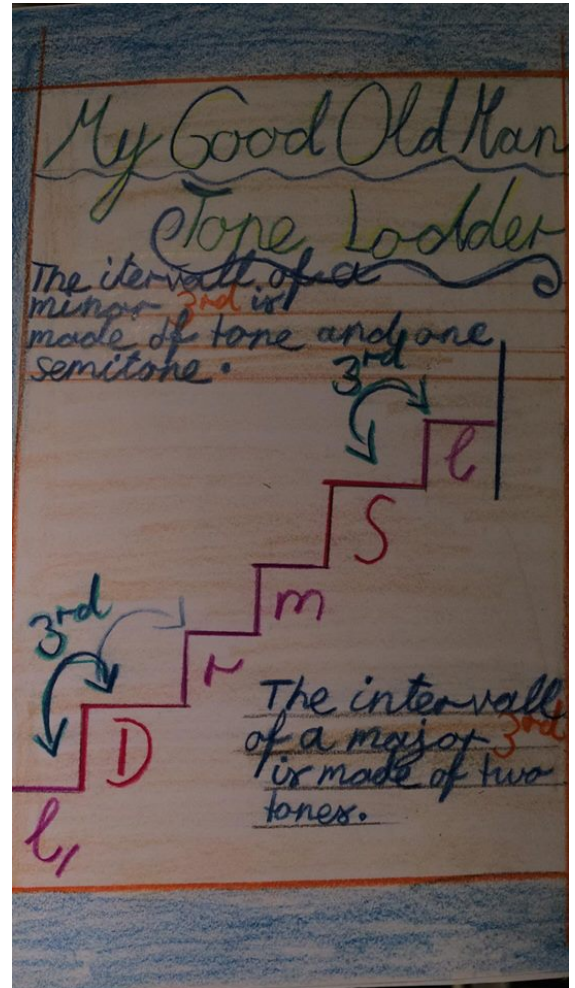 My Good Old Man
Tone Ladder
The itervall of a
minor 3rd is
made of tone and one
semitone.
3rd
l
S
m
3rd
r
D
l,
The intervall
of a major 3rd
is made of two
tones.